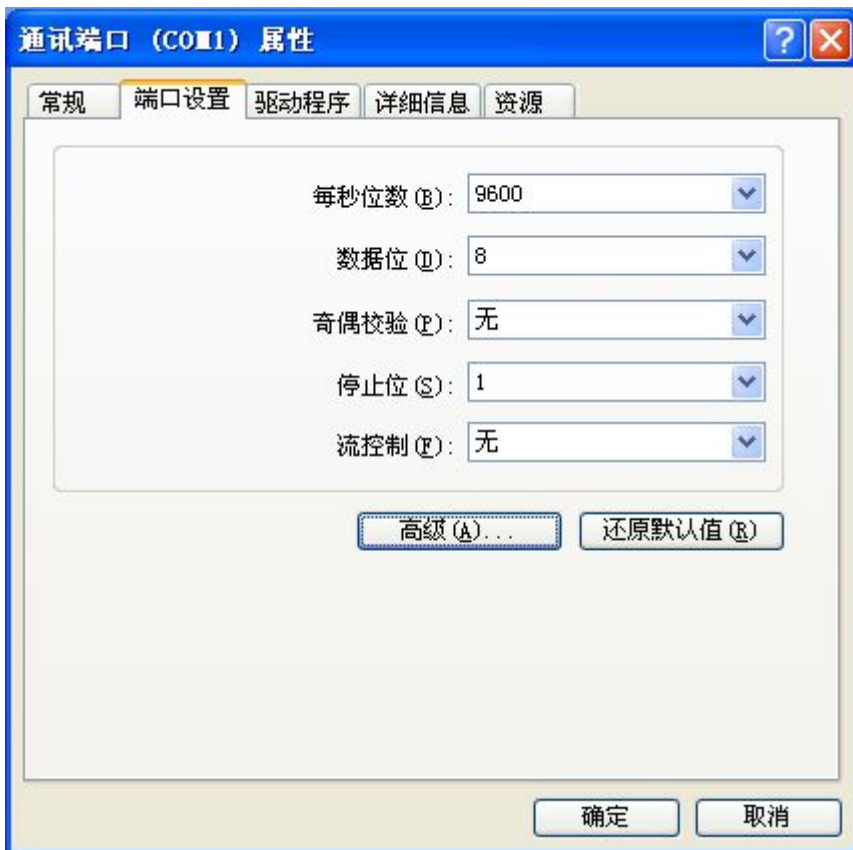 通讯端口 (COM1) 属性
常规 端口设置 驱动程序 详细信息 资源
每秒位数(B): 9600
数据位(D): 8
奇偶校验(P): 无
停止位(S): 1
流控制(F): 无
高级(A)... 还原默认值(R)
确定 取消